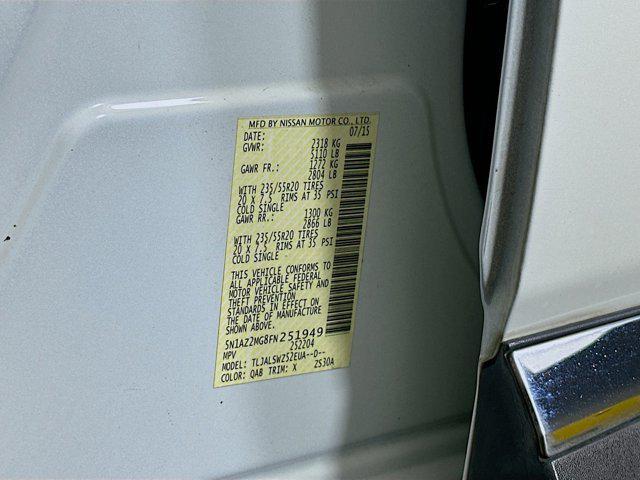 MFD BY NISSAN MOTOR CO., LTD.
DATE: 07/15
GVWR: 2318 KG
5110 LB
GAWR FR.: 1272 KG
2804 LB
WITH 235/55R20 TIRES
20 X 7.5 RIMS AT 35 PSI
COLD SINGLE
GAWR RR.: 1300 KG
2866 LB
WITH 235/55R20 TIRES
20 X 7.5 RIMS AT 35 PSI
COLD SINGLE
THIS VEHICLE CONFORMS TO
ALL APPLICABLE FEDERAL
MOTOR VEHICLE SAFETY AND
THEFT PREVENTION
STANDARDS IN EFFECT ON
THE DATE OF MANUFACTURE
SHOWN ABOVE.
5N1AZ2MG8FN251949
MPV 252204
MODEL: TLJALSWZ52EUA--D--
COLOR: QAB TRIM: X 2S30A